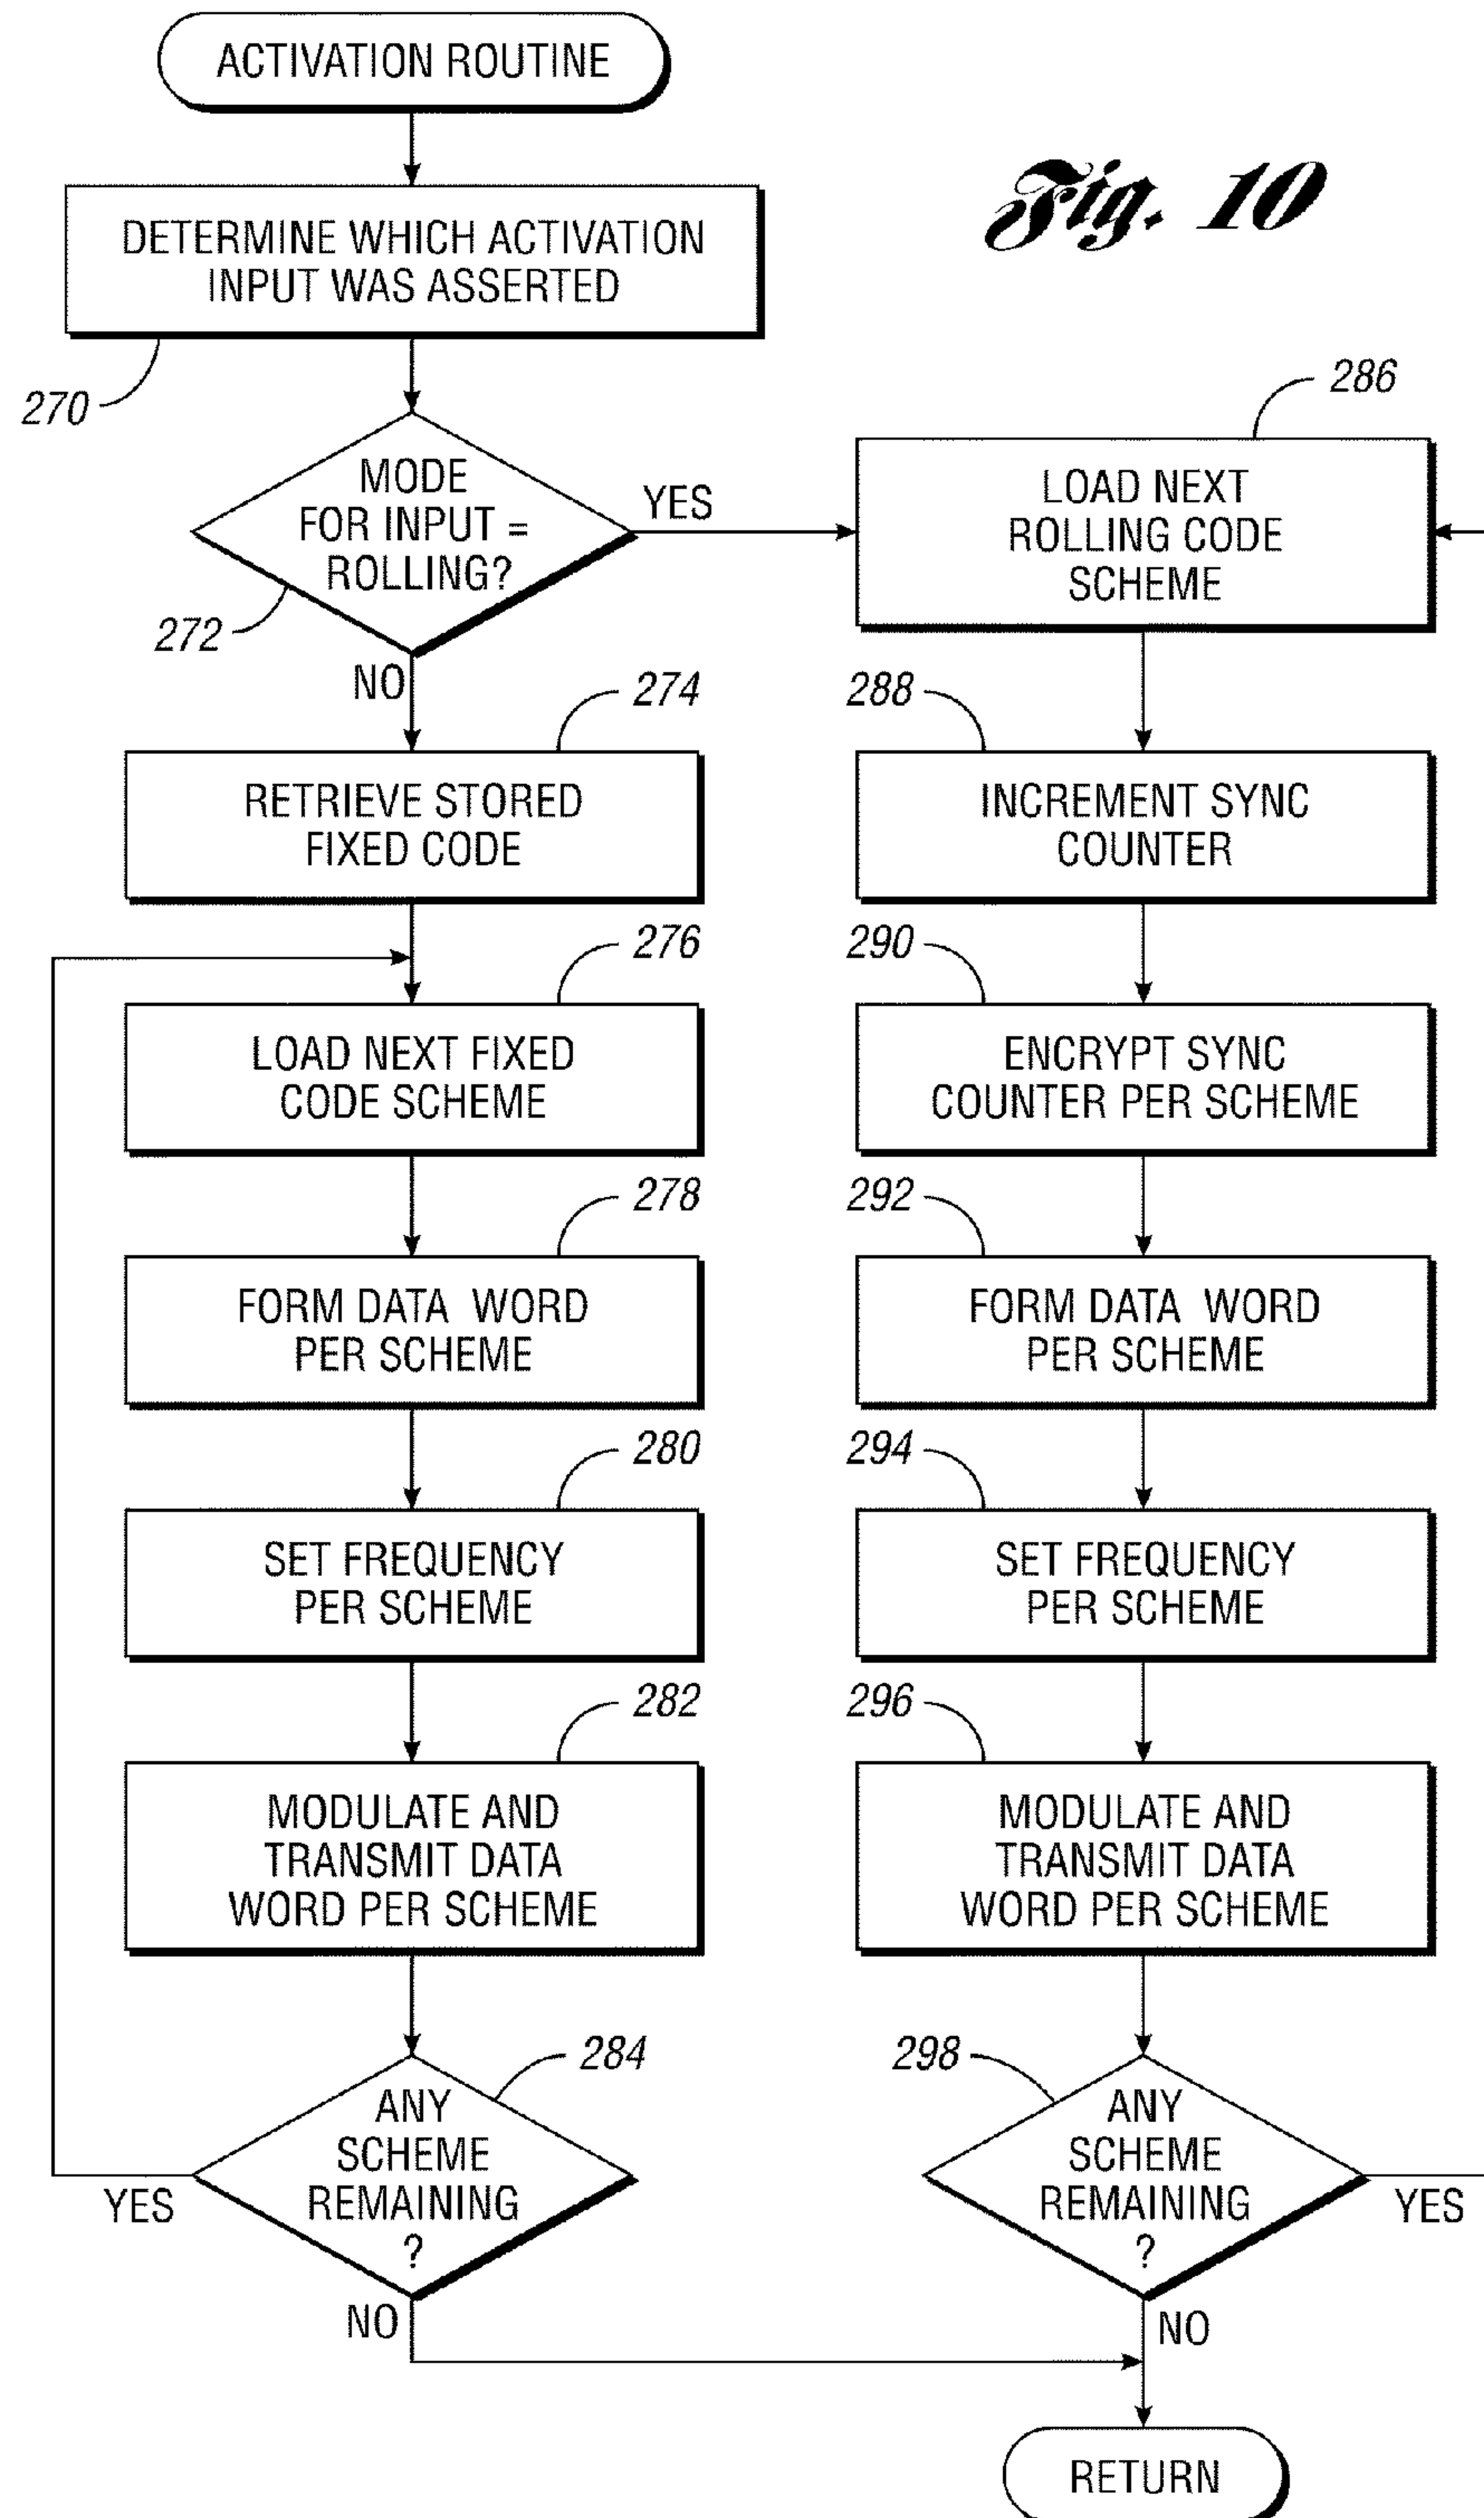 ACTIVATION ROUTINE
Fig. 10
DETERMINE WHICH ACTIVATION
INPUT WAS ASSERTED
270
MODE
FOR INPUT =
ROLLING?
272
YES
NO
286
LOAD NEXT
ROLLING CODE
SCHEME
274
RETRIEVE STORED
FIXED CODE
288
INCREMENT SYNC
COUNTER
276
LOAD NEXT FIXED
CODE SCHEME
290
ENCRYPT SYNC
COUNTER PER SCHEME
278
FORM DATA WORD
PER SCHEME
292
FORM DATA WORD
PER SCHEME
280
SET FREQUENCY
PER SCHEME
294
SET FREQUENCY
PER SCHEME
282
MODULATE AND
TRANSMIT DATA
WORD PER SCHEME
296
MODULATE AND
TRANSMIT DATA
WORD PER SCHEME
284
ANY
SCHEME
REMAINING
?
YES
NO
298
ANY
SCHEME
REMAINING
?
YES
NO
RETURN